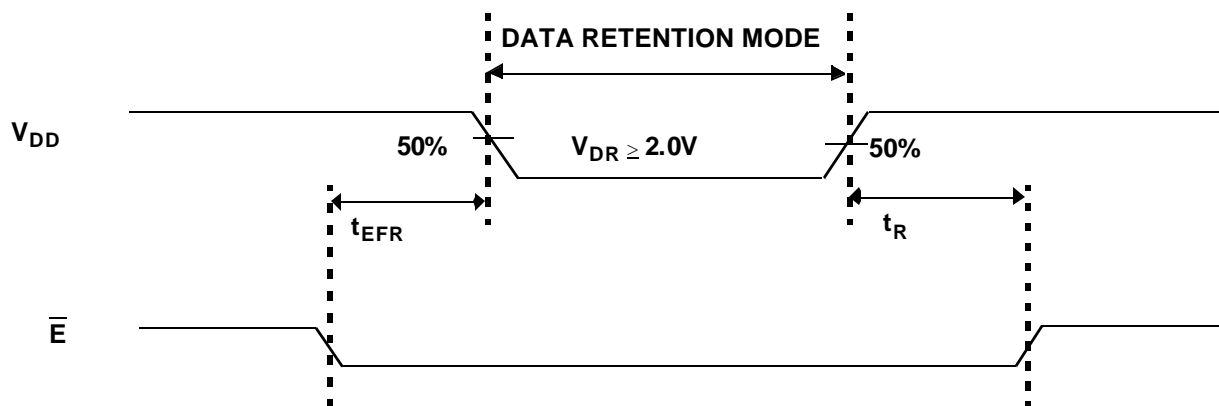 DATA RETENTION MODE
VDD
50%
VDR ≥ 2.0V
50%
tEFR
tR
E̅